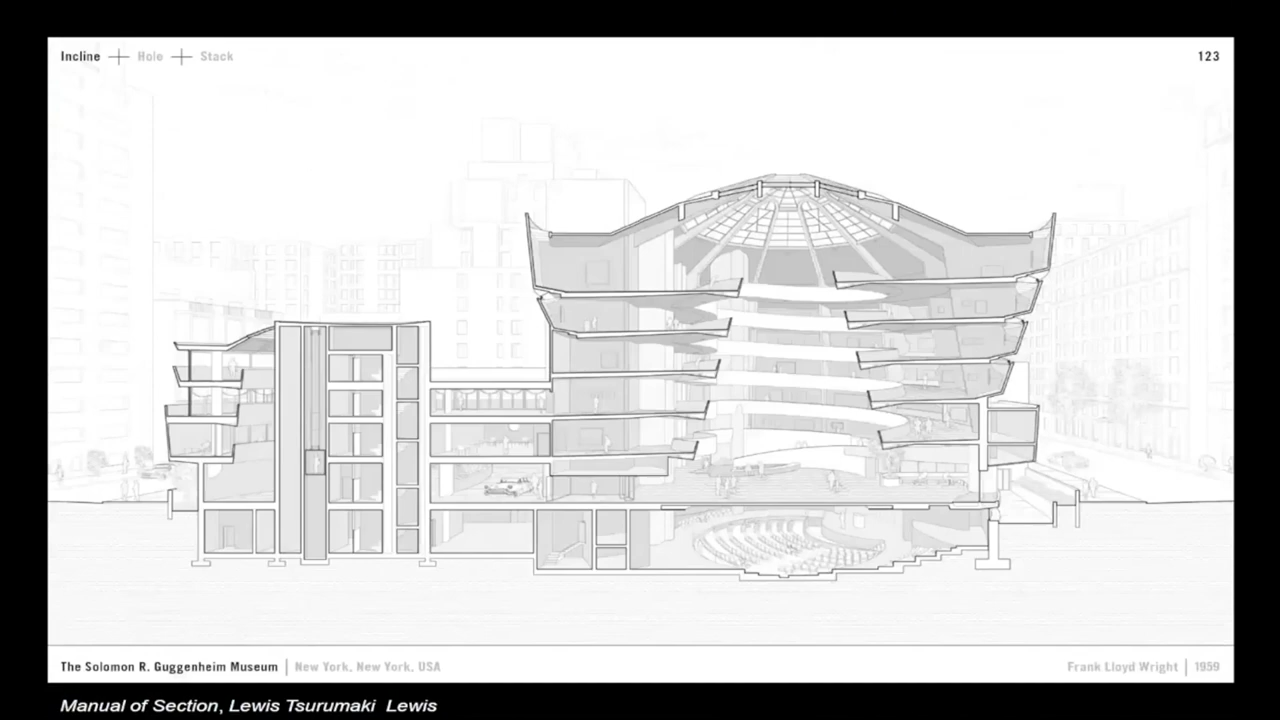 Incline + Hole + Stack
123
The Solomon R. Guggenheim Museum | New York, New York, USA
Frank Lloyd Wright | 1959
Manual of Section, Lewis Tsurumaki Lewis